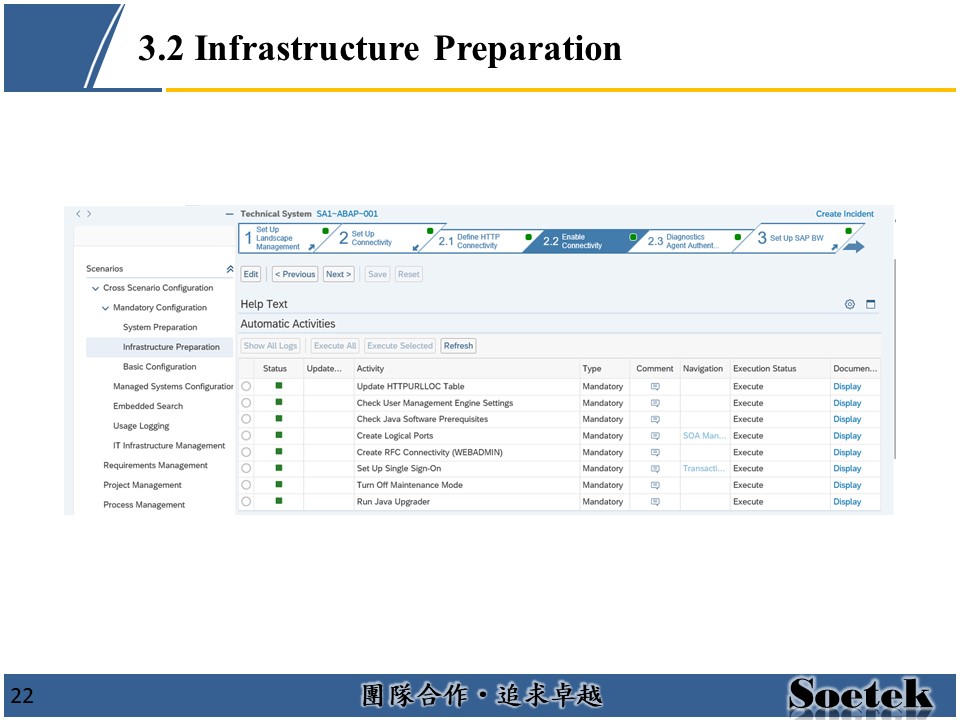 3.2 Infrastructure Preparation
Technical System SA1~ABAP~001 Create Incident
1 Set Up Landscape Management 2 Set Up Connectivity 2.1 Define HTTP Connectivity 2.2 Enable Connectivity 2.3 Diagnostics Agent Authent... 3 Set Up SAP BW
Edit < Previous Next > Save Reset
Help Text
Automatic Activities
Show All Logs Execute All Execute Selected Refresh
Status Update... Activity Type Comment Navigation Execution Status Documen...
Update HTTPURLLOC Table Mandatory Execute Display
Check User Management Engine Settings Mandatory Execute Display
Check Java Software Prerequisites Mandatory Execute Display
Create Logical Ports Mandatory SOA Man... Execute Display
Create RFC Connectivity (WEBADMIN) Mandatory Execute Display
Set Up Single Sign-On Mandatory Transacti... Execute Display
Turn Off Maintenance Mode Mandatory Execute Display
Run Java Upgrader Mandatory Execute Display
Scenarios
Cross Scenario Configuration
Mandatory Configuration
System Preparation
Infrastructure Preparation
Basic Configuration
Managed Systems Configuration
Embedded Search
Usage Logging
IT Infrastructure Management
Requirements Management
Project Management
Process Management
22 團隊合作・追求卓越 Soetek